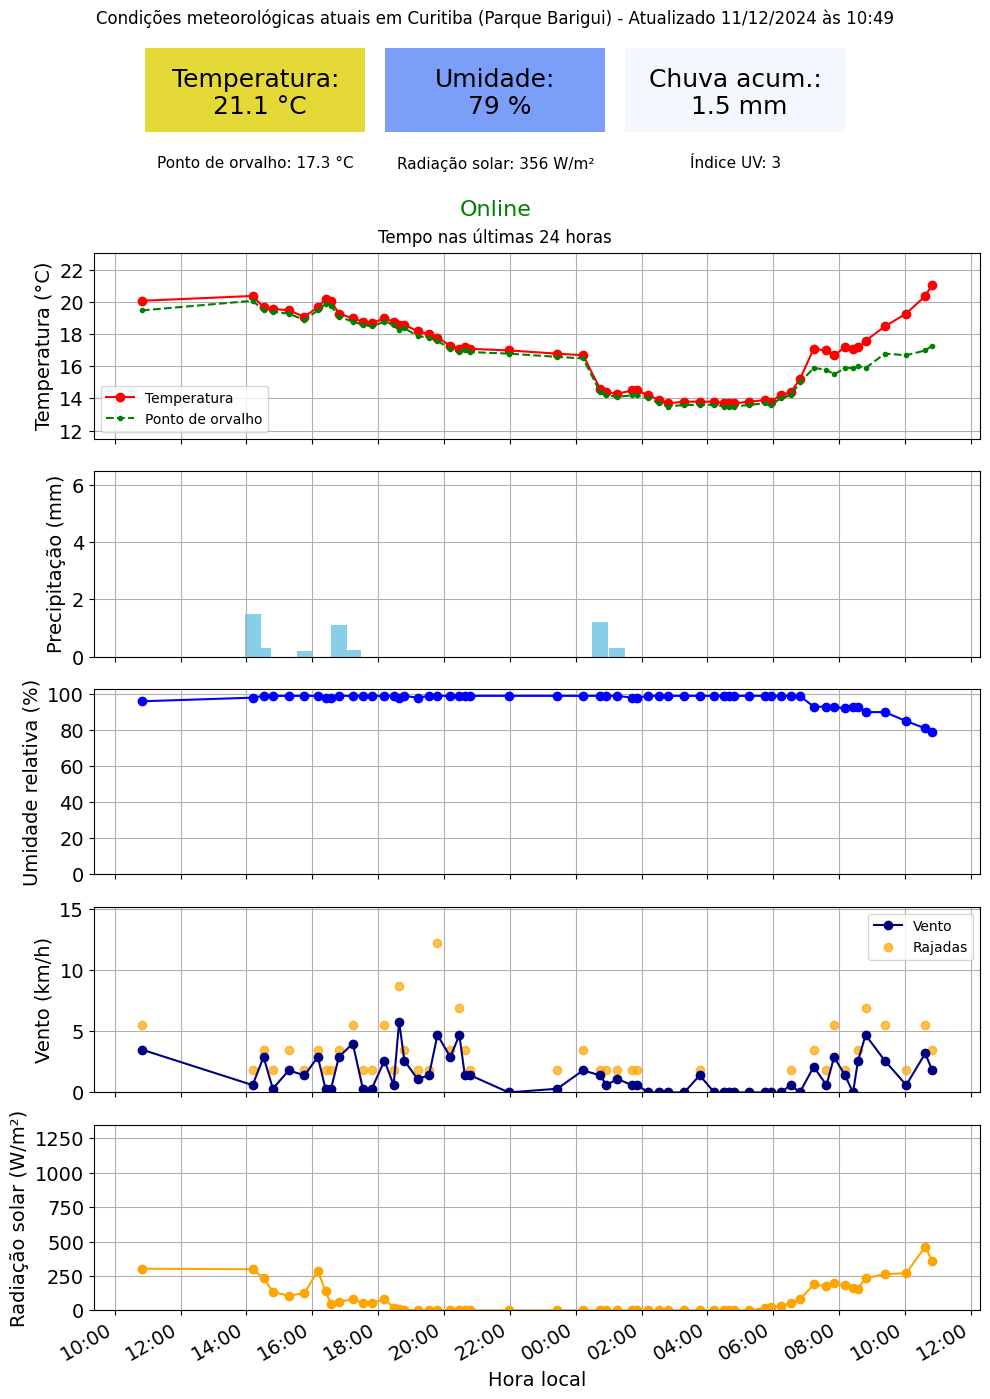 Condições meteorológicas atuais em Curitiba (Parque Barigui) - Atualizado 11/12/2024 às 10:49
Temperatura:
21.1 °C
Umidade:
79 %
Chuva acum.:
1.5 mm
Ponto de orvalho: 17.3 °C
Radiação solar: 356 W/m²
Índice UV: 3
Online
Tempo nas últimas 24 horas
Temperatura (°C)
22
20
18
16
14
12
Temperatura
Ponto de orvalho
Precipitação (mm)
6
4
2
0
Umidade relativa (%)
100
80
60
40
20
0
Vento (km/h)
15
10
5
0
Vento
Rajadas
Radiação solar (W/m²)
1250
1000
750
500
250
0
10:00
12:00
14:00
16:00
18:00
20:00
22:00
00:00
02:00
04:00
06:00
08:00
10:00
12:00
Hora local